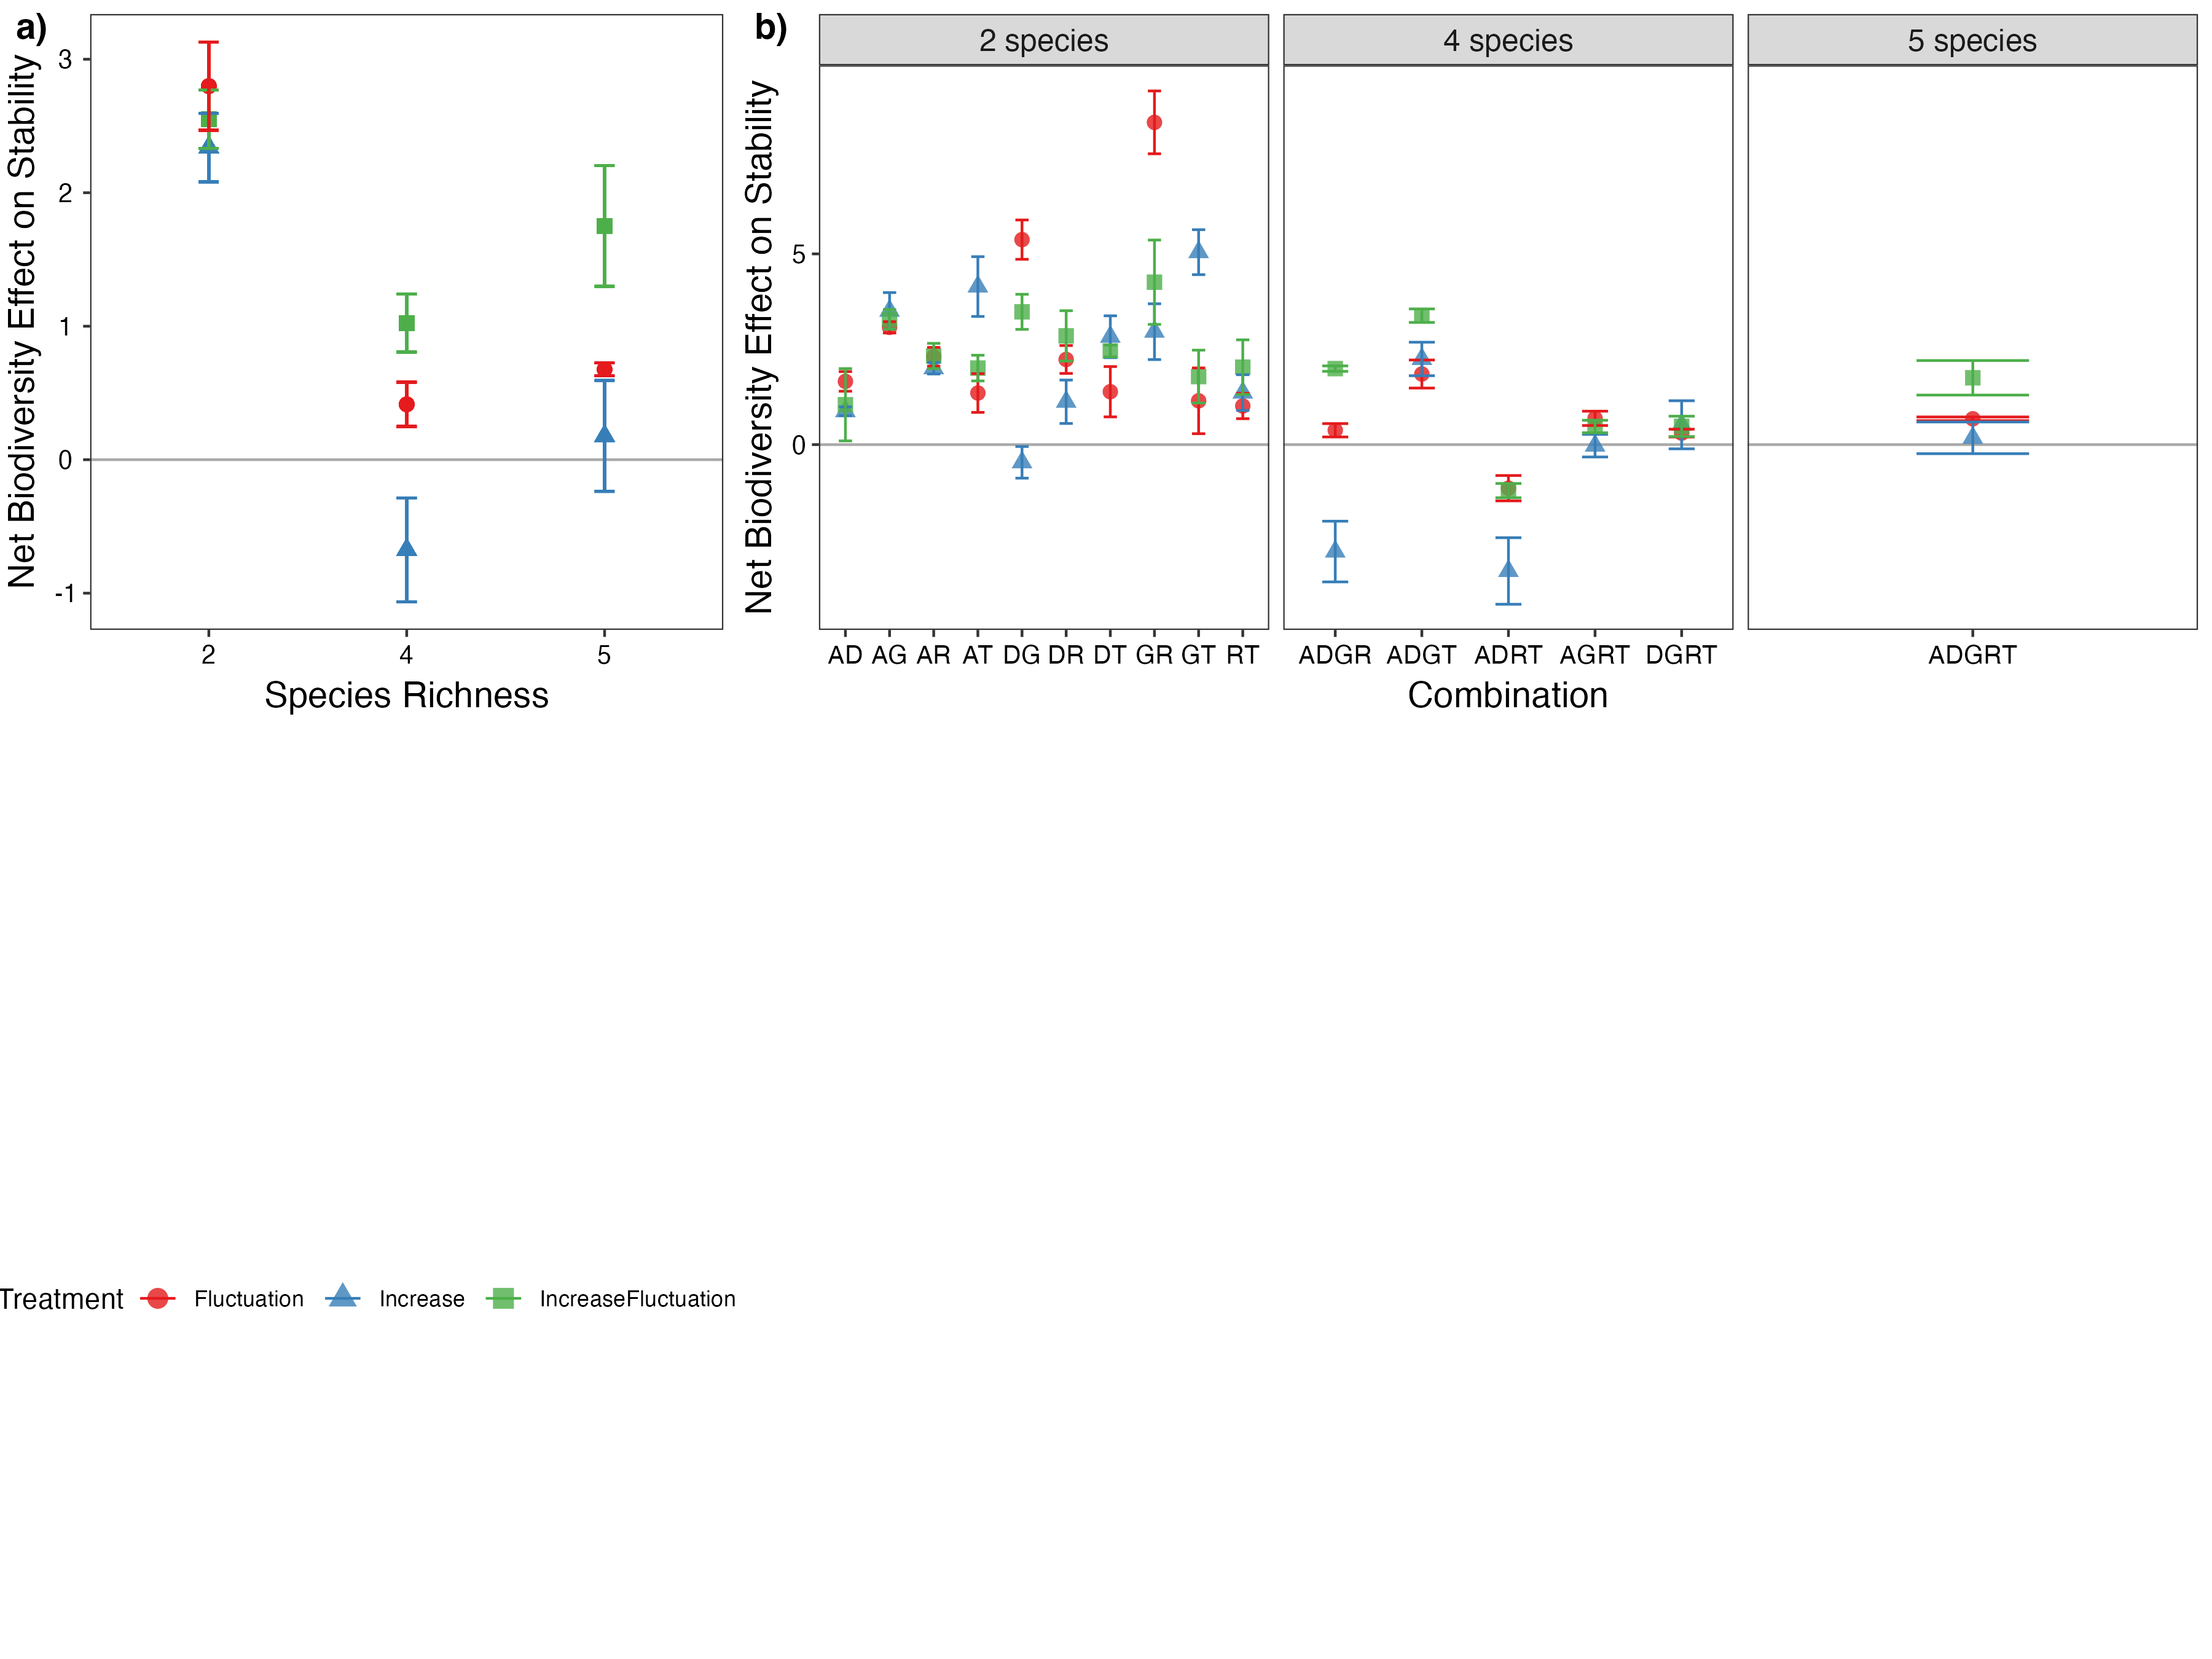 a)
Net Biodiversity Effect on Stability
3
2
1
0
-1
2 4 5
Species Richness
b)
2 species 4 species 5 species
Net Biodiversity Effect on Stability
5
0
AD AG AR AT DG DR DT GR GT RT ADGR ADGT ADRT AGRT DGRT ADGRT
Combination
Treatment Fluctuation Increase IncreaseFluctuation